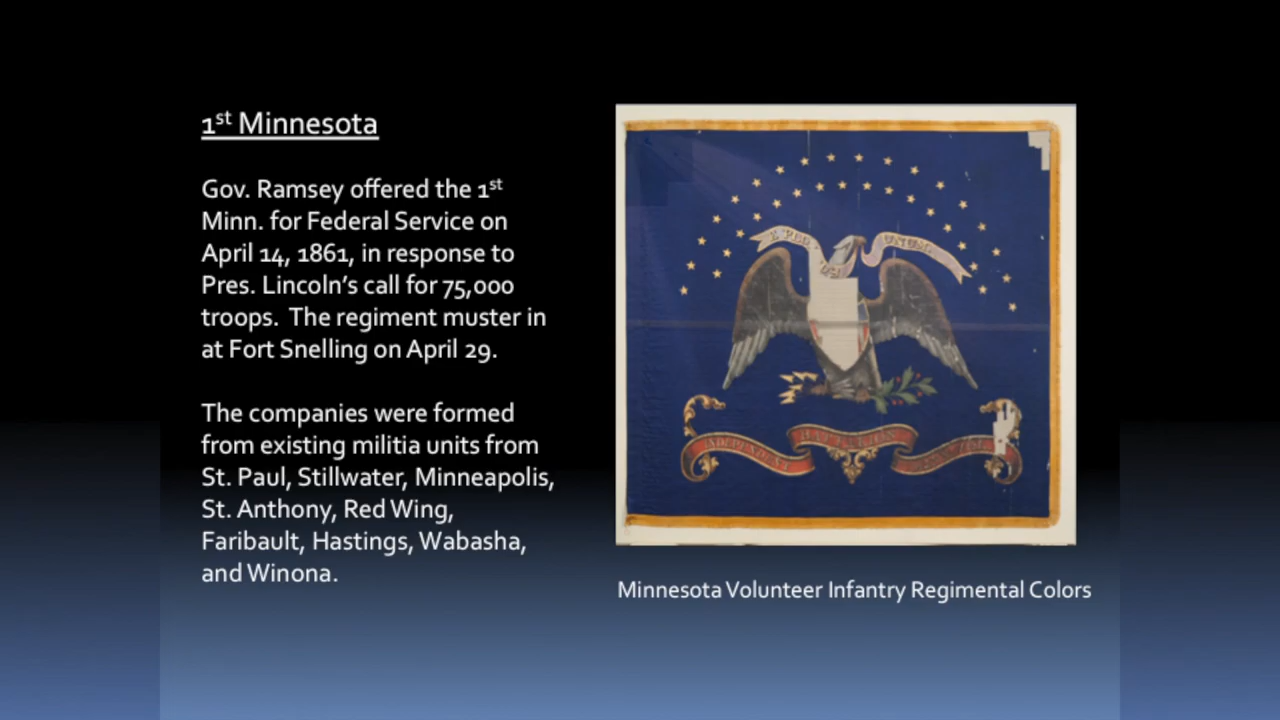 1st Minnesota
Gov. Ramsey offered the 1st
Minn. for Federal Service on
April 14, 1861, in response to
Pres. Lincoln's call for 75,000
troops.  The regiment muster in
at Fort Snelling on April 29.
The companies were formed
from existing militia units from
St. Paul, Stillwater, Minneapolis,
St. Anthony, Red Wing,
Faribault, Hastings, Wabasha,
and Winona.
INDEPENDENT BATTALION
Minnesota Volunteer Infantry Regimental Colors